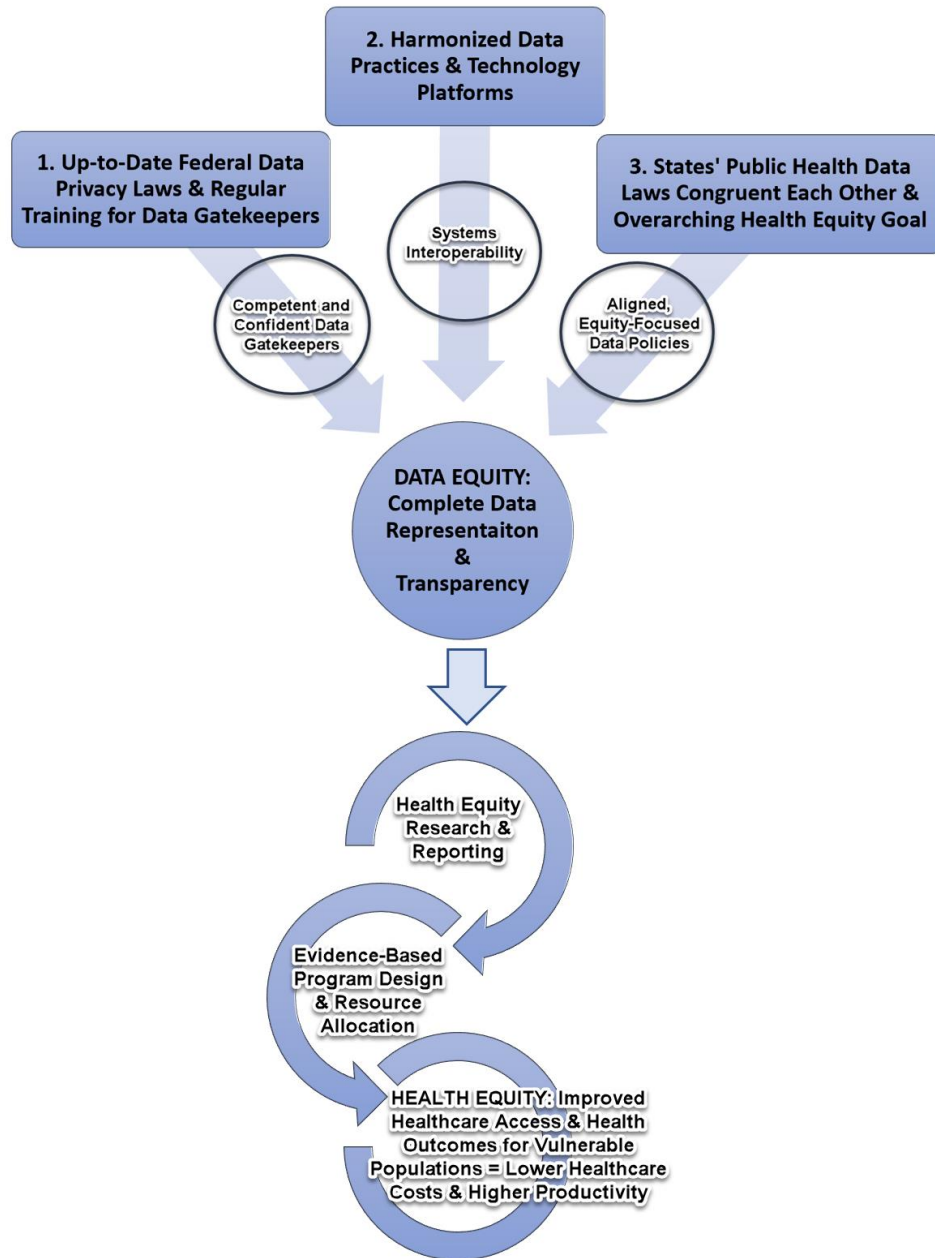 2. Harmonized Data
Practices & Technology
Platforms
1. Up-to-Date Federal Data
Privacy Laws & Regular
Training for Data Gatekeepers
3. States' Public Health Data
Laws Congruent Each Other &
Overarching Health Equity Goal
Systems
Interoperability
Competent and
Confident Data
Gatekeepers
Aligned,
Equity-Focused
Data Policies
DATA EQUITY:
Complete Data
Representaiton
&
Transparency
Health Equity
Research &
Reporting
Evidence-Based
Program Design
& Resource
Allocation
HEALTH EQUITY: Improved
Healthcare Access & Health
Outcomes for Vulnerable
Populations = Lower Healthcare
Costs & Higher Productivity